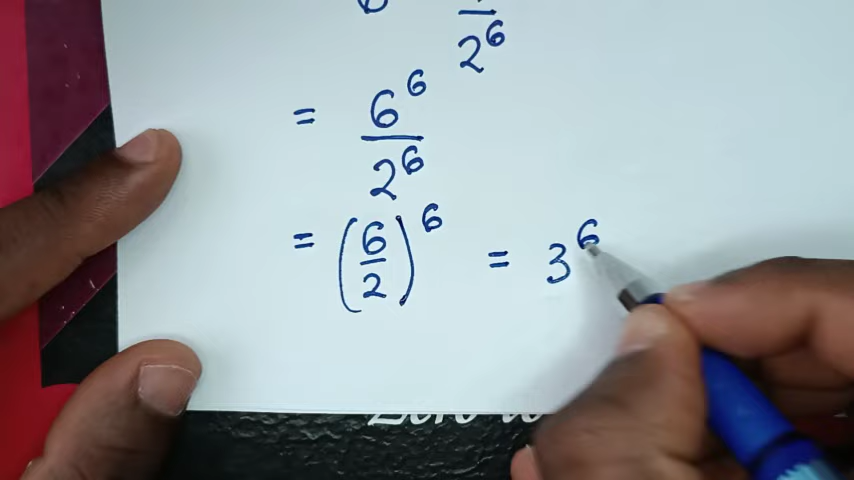 2⁶
= 6⁶/2⁶
= (6/2)⁶ = 3⁶